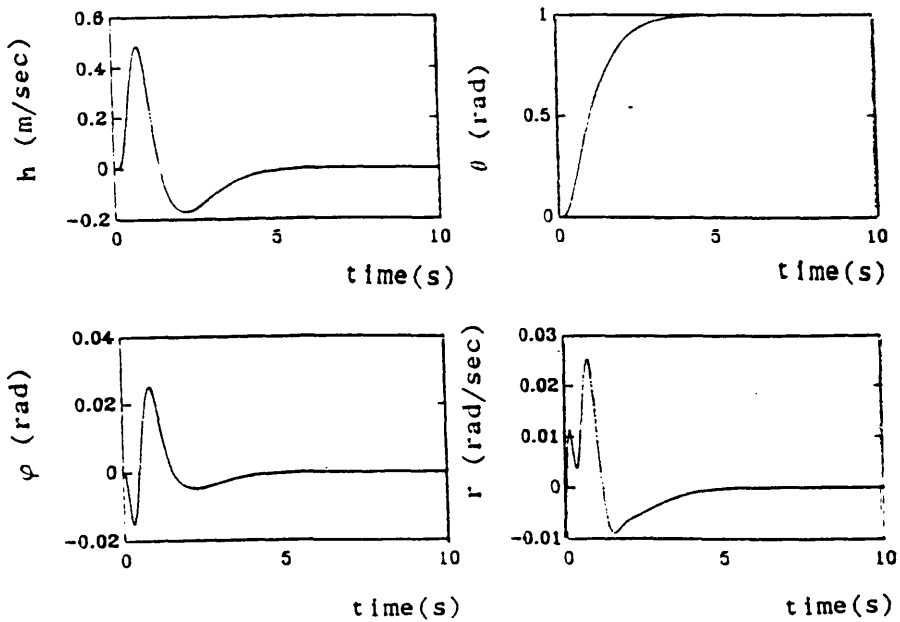 0.6
0.4
0.2
0
-0.2
h (m/sec)
0 5 10
time(s)
1
0.5
0
θ (rad)
0 5 10
time(s)
0.04
0.02
0
-0.02
φ (rad)
0 5 10
time(s)
0.03
0.02
0.01
0
-0.01
r (rad/sec)
0 5 10
time(s)